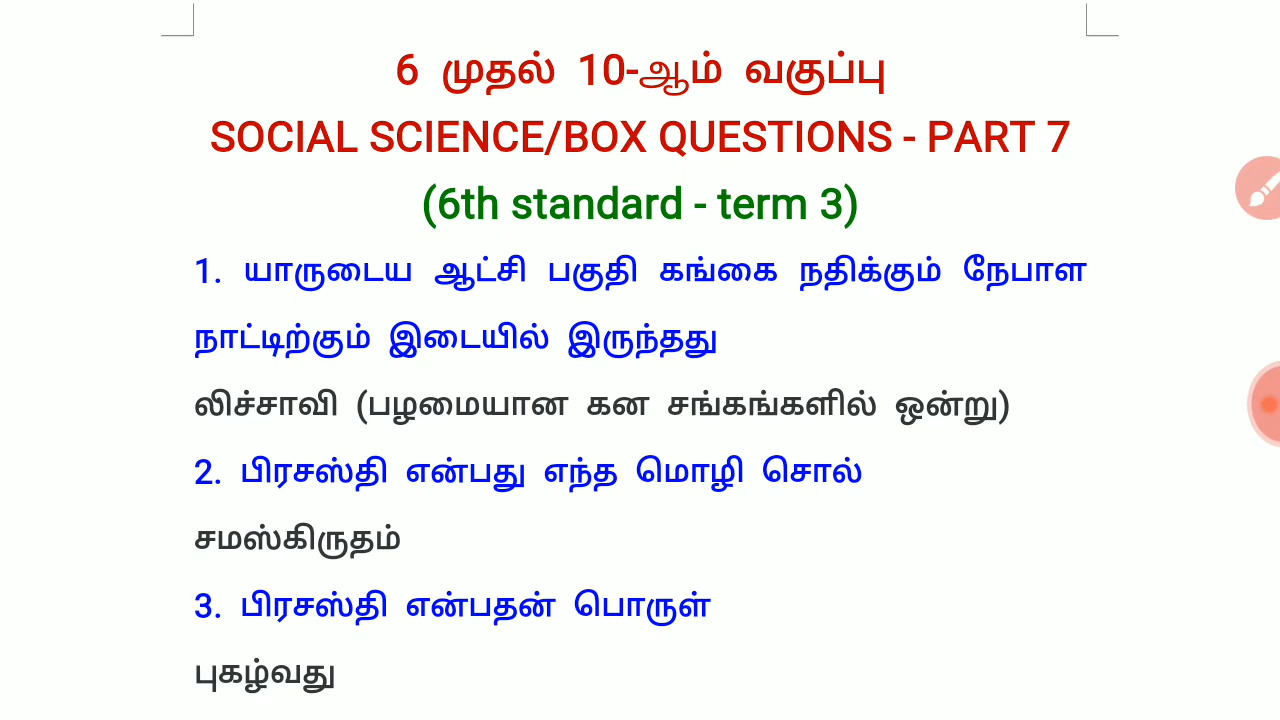 6 முதல் 10-ஆம் வகுப்பு
SOCIAL SCIENCE/BOX QUESTIONS - PART 7
(6th standard - term 3)
1. யாருடைய ஆட்சி பகுதி கங்கை நதிக்கும் நேபாள
நாட்டிற்கும் இடையில் இருந்தது
லிச்சாவி (பழமையான கன சங்கங்களில் ஒன்று)
2. பிரசஸ்தி என்பது எந்த மொழி சொல்
சமஸ்கிருதம்
3. பிரசஸ்தி என்பதன் பொருள்
புகழ்வது